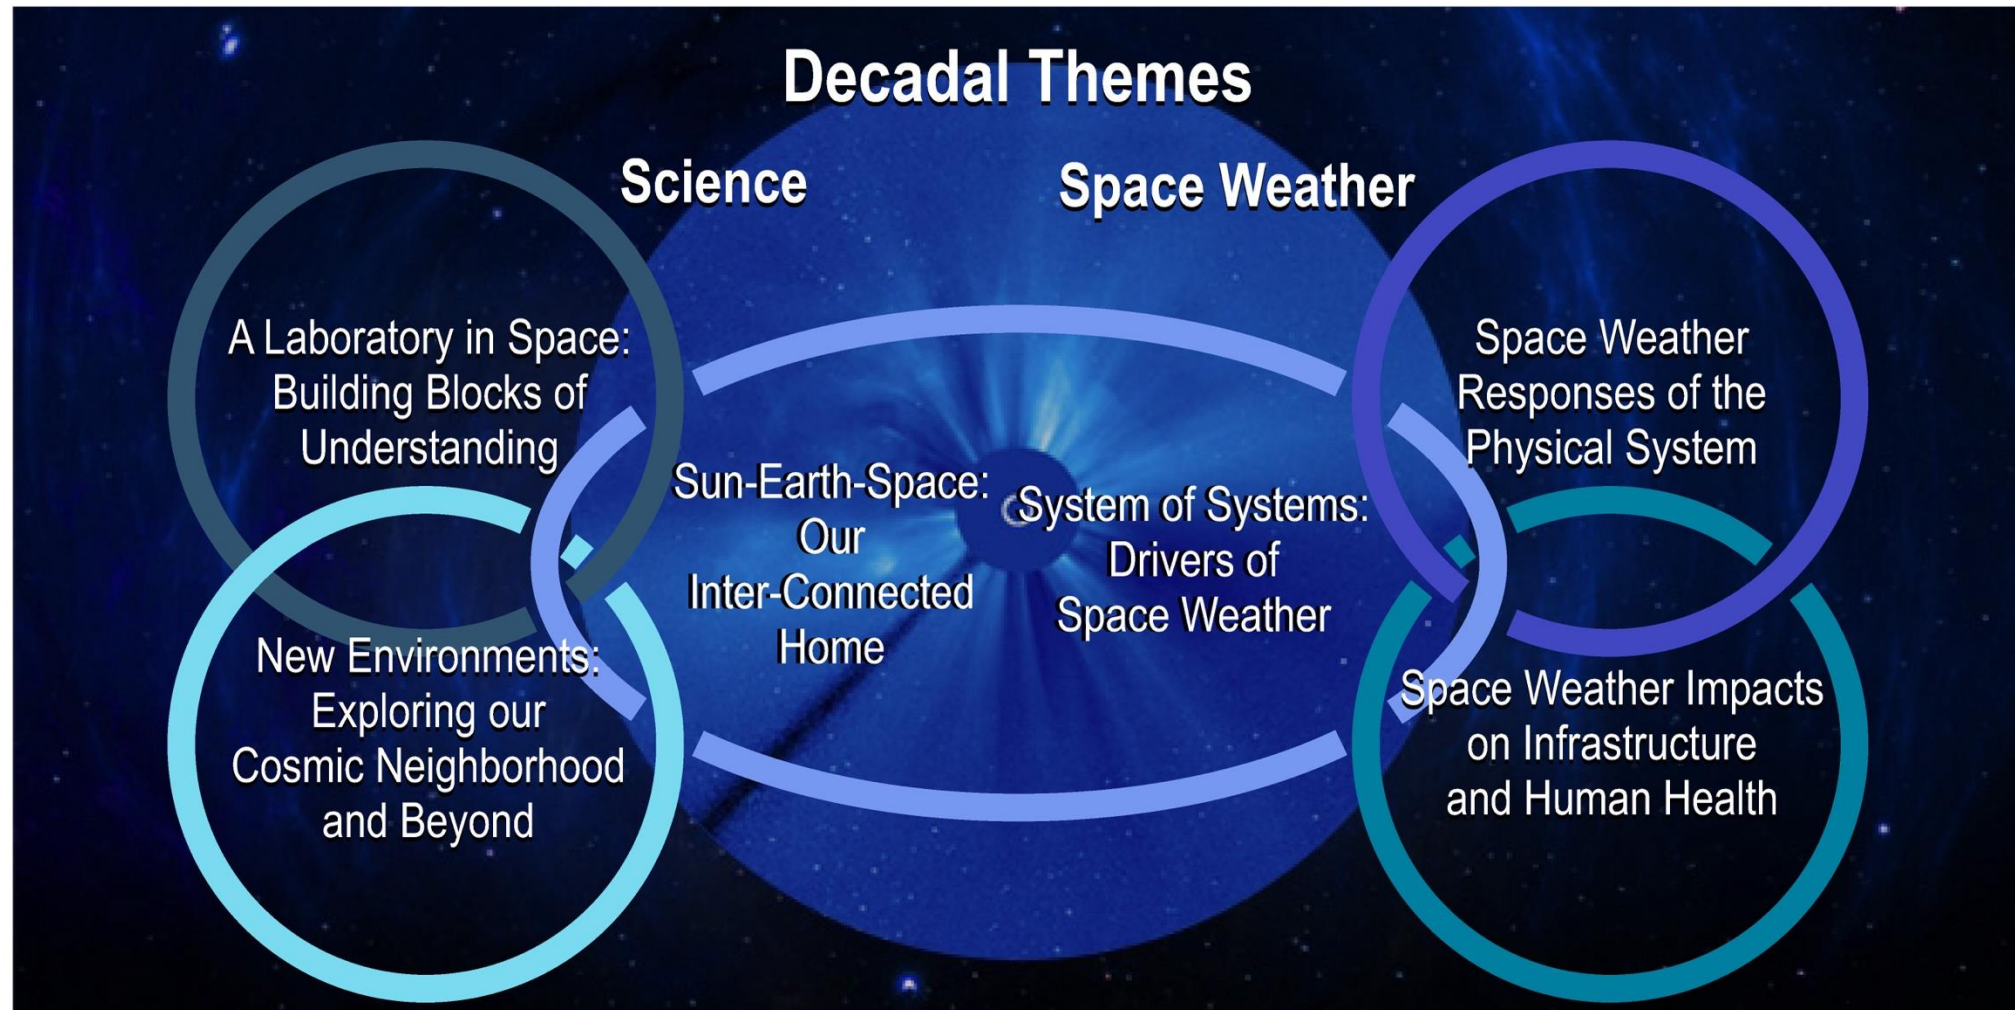 Decadal Themes
Science
Space Weather
A Laboratory in Space:
Building Blocks of
Understanding
New Environments:
Exploring our
Cosmic Neighborhood
and Beyond
Sun-Earth-Space:
Our
Inter-Connected
Home
System of Systems:
Drivers of
Space Weather
Space Weather
Responses of the
Physical System
Space Weather Impacts
on Infrastructure
and Human Health